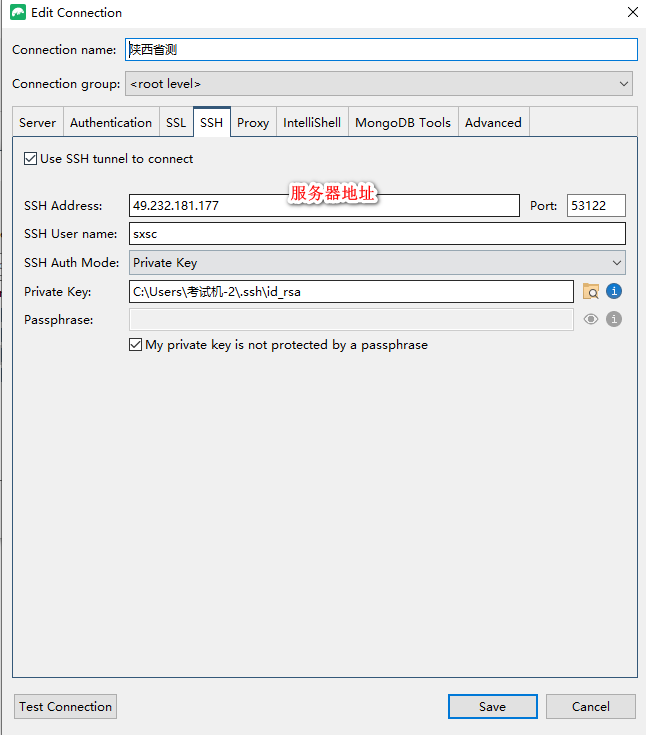 Edit Connection
Connection name: 陕西省测
Connection group: <root level>
Server Authentication SSL SSH Proxy IntelliShell MongoDB Tools Advanced
Use SSH tunnel to connect
服务器地址
SSH Address: 49.232.181.177 Port: 53122
SSH User name: sxsc
SSH Auth Mode: Private Key
Private Key: C:\Users\考试机-2\.ssh\id_rsa
Passphrase:
My private key is not protected by a passphrase
Test Connection Save Cancel